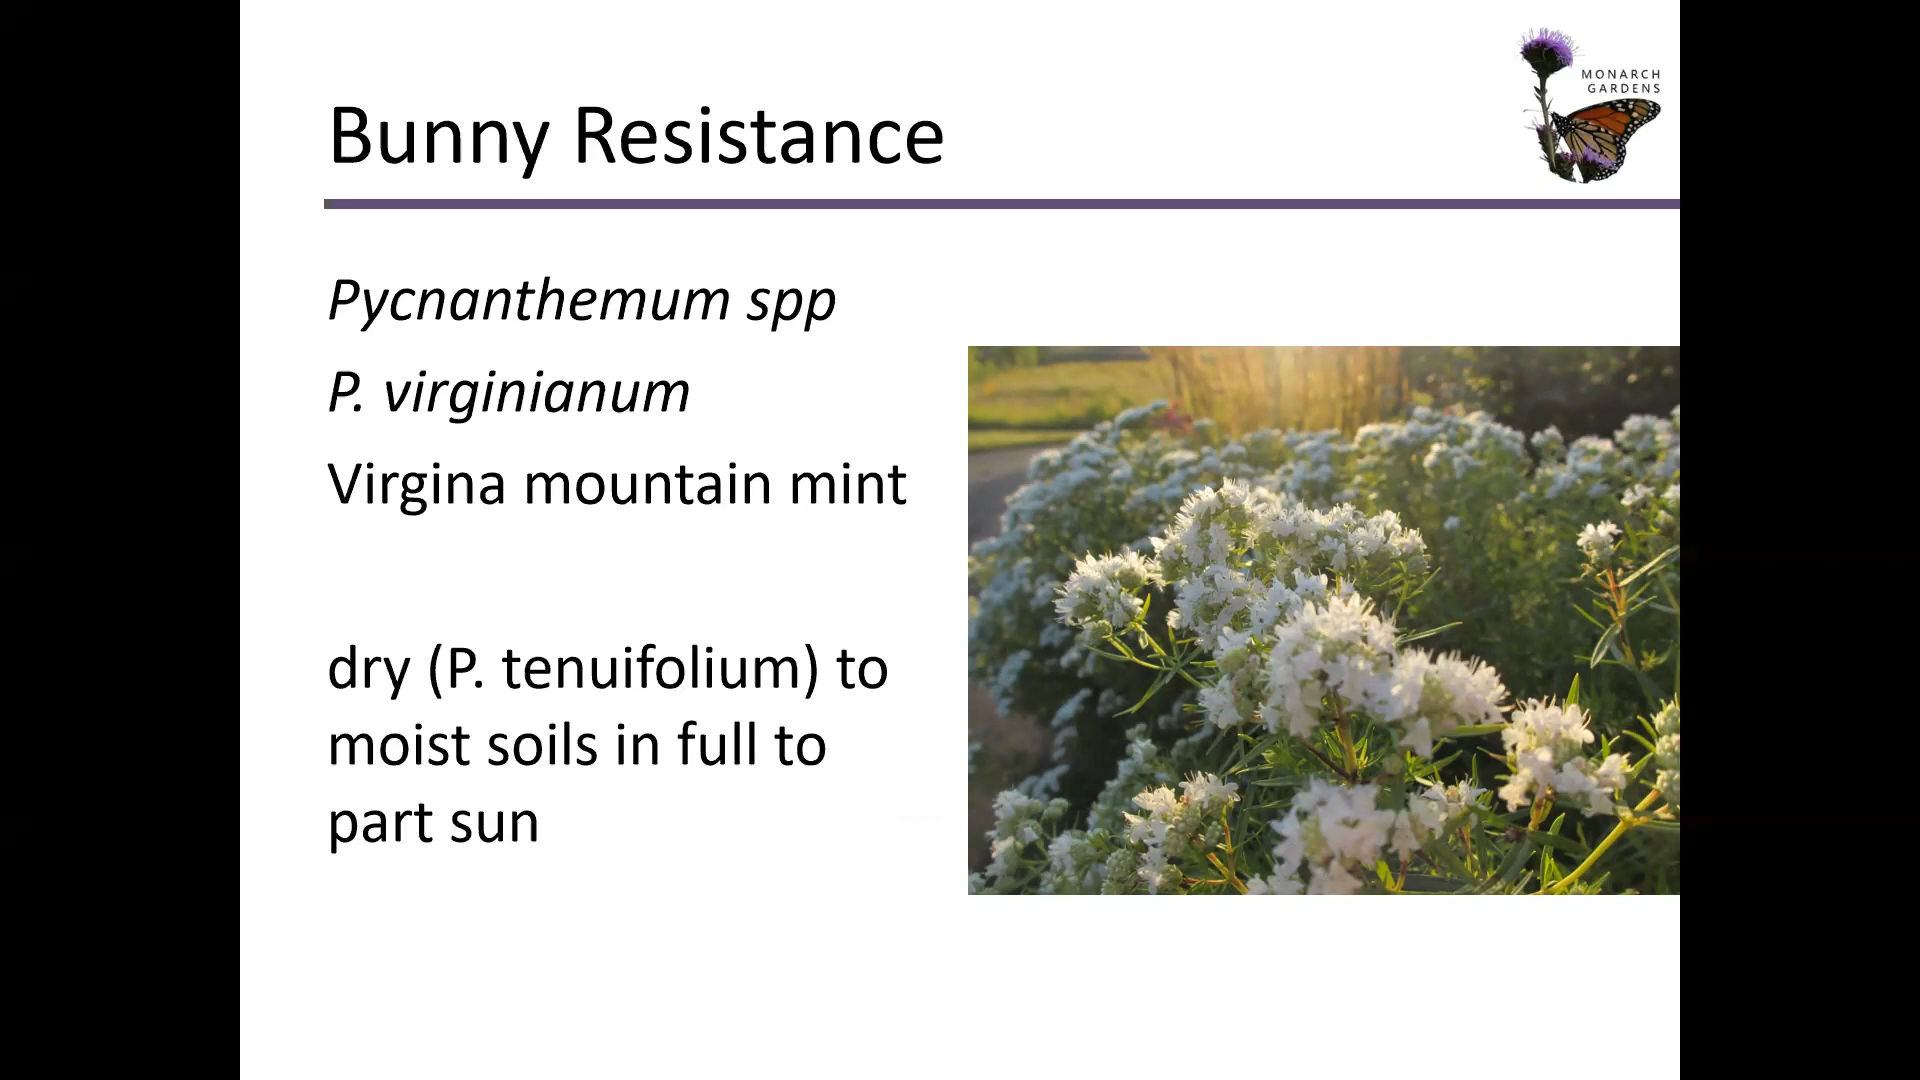 MONARCH
GARDENS
Bunny Resistance
Pycnanthemum spp
P. virginianum
Virgina mountain mint
dry (P. tenuifolium) to
moist soils in full to
part sun